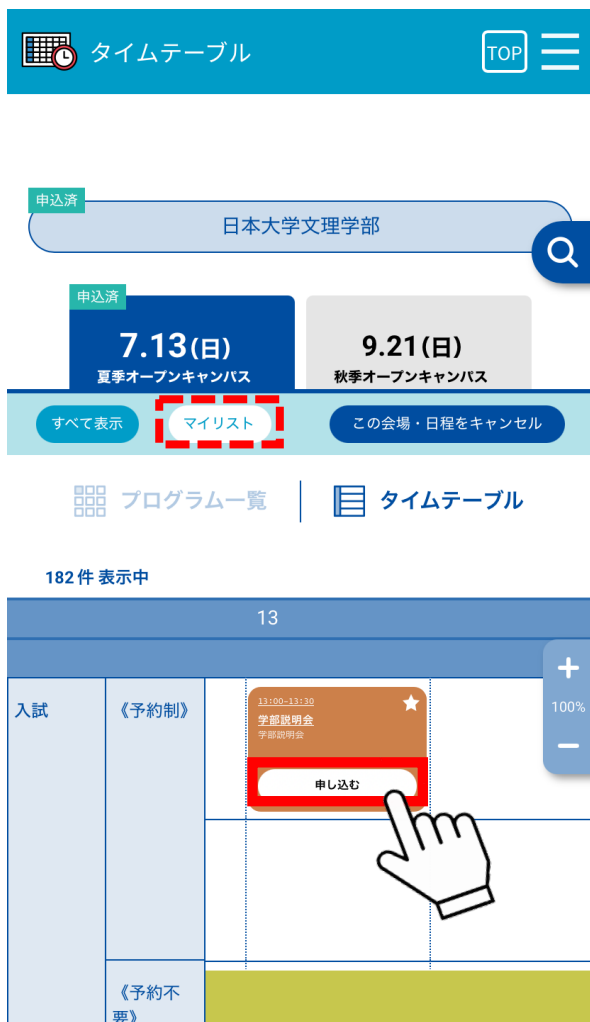 タイムテーブル
TOP
申込済
日本大学文理学部
申込済
7.13(日)
夏季オープンキャンパス
9.21(日)
秋季オープンキャンパス
すべて表示
マイリスト
この会場・日程をキャンセル
プログラム一覧
タイムテーブル
182件 表示中
13
100%
入試
《予約制》
13:00-13:30
学部説明会
学部説明会
申し込む
《予約不
要》